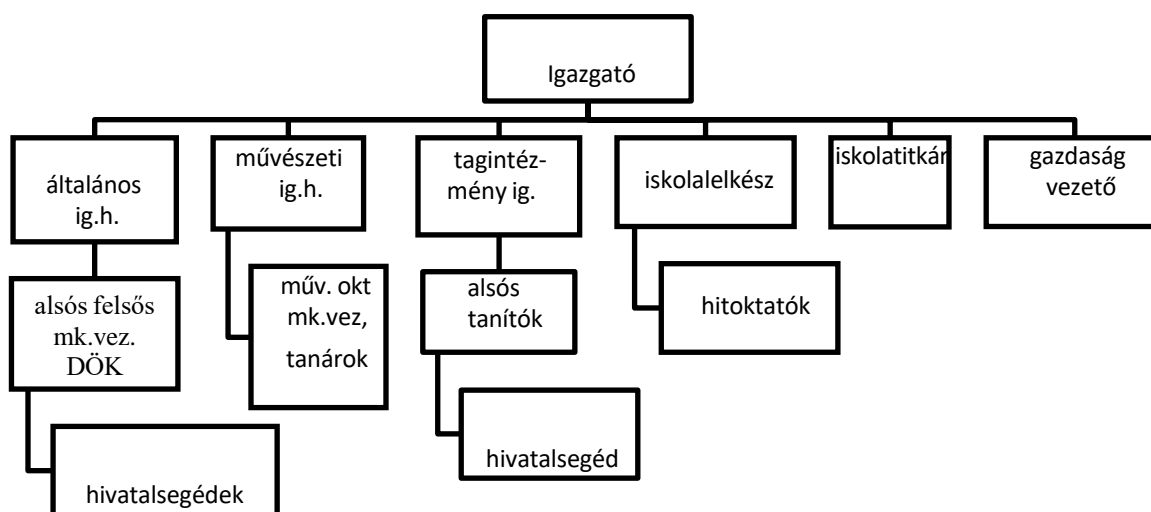 Igazgató
általános
ig.h.
művészeti
ig.h.
tagintéz-
mény ig.
iskolalelkész
iskolatitkár
gazdaság
vezető
alsós felsős
mk.vez.
DÖK
műv. okt
mk.vez,
tanárok
alsós
tanítók
hitoktatók
hivatalsegédek
hivatalsegéd